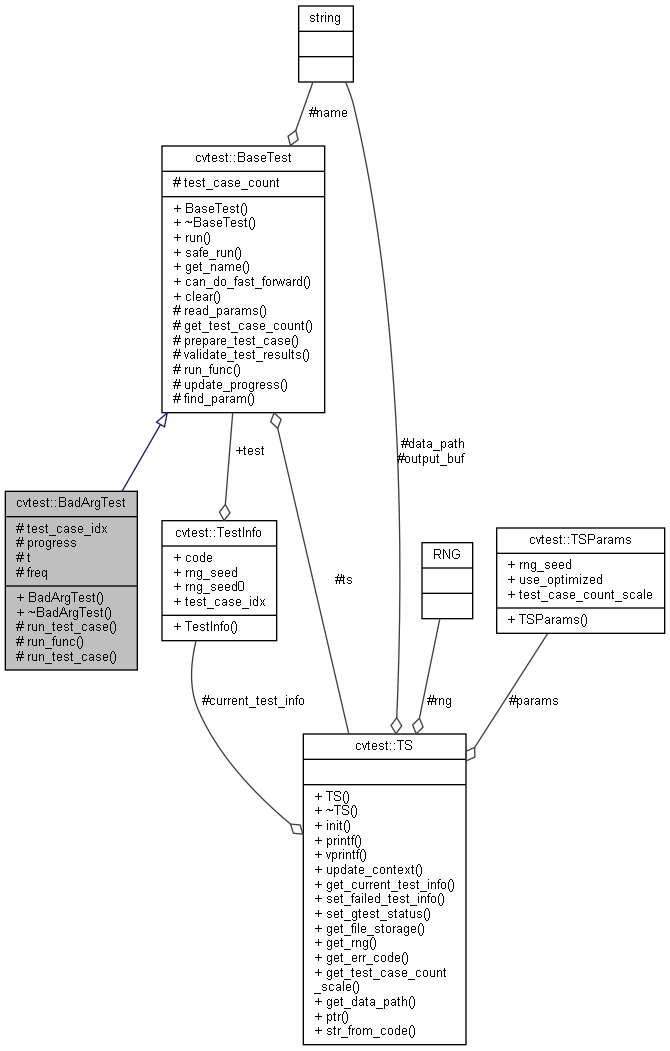 string
#name
cvtest::BaseTest
# test_case_count
+ BaseTest()
+ ~BaseTest()
+ run()
+ safe_run()
+ get_name()
+ can_do_fast_forward()
+ clear()
# read_params()
# get_test_case_count()
# prepare_test_case()
# validate_test_results()
# run_func()
# update_progress()
# find_param()
+test
#data_path
#output_buf
cvtest::BadArgTest
# test_case_idx
# progress
# t
# freq
+ BadArgTest()
+ ~BadArgTest()
# run_test_case()
# run_func()
# run_test_case()
cvtest::TestInfo
+ code
+ rng_seed
+ rng_seed0
+ test_case_idx
+ TestInfo()
#ts
RNG
cvtest::TSParams
+ rng_seed
+ use_optimized
+ test_case_count_scale
+ TSParams()
#current_test_info
#rng
#params
cvtest::TS
+ TS()
+ ~TS()
+ init()
+ printf()
+ vprintf()
+ update_context()
+ get_current_test_info()
+ set_failed_test_info()
+ set_gtest_status()
+ get_file_storage()
+ get_rng()
+ get_err_code()
+ get_test_case_count
_scale()
+ get_data_path()
+ ptr()
+ str_from_code()